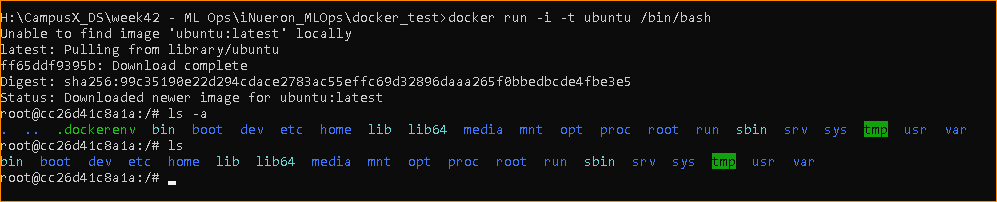 H:\CampusX_DS\week42 - ML Ops\iNueron_MLOps\docker_test>docker run -i -t ubuntu /bin/bash
Unable to find image 'ubuntu:latest' locally
latest: Pulling from library/ubuntu
ff65ddf9395b: Download complete
Digest: sha256:99c35190e22d294cdace2783ac55effc69d32896daaa265f0bbedbcde4fbe3e5
Status: Downloaded newer image for ubuntu:latest
root@cc26d41c8a1a:/# ls -a
.  ..  .dockerenv  bin  boot  dev  etc  home  lib  lib64  media  mnt  opt  proc  root  run  sbin  srv  sys  tmp  usr  var
root@cc26d41c8a1a:/# ls
bin  boot  dev  etc  home  lib  lib64  media  mnt  opt  proc  root  run  sbin  srv  sys  tmp  usr  var
root@cc26d41c8a1a:/#